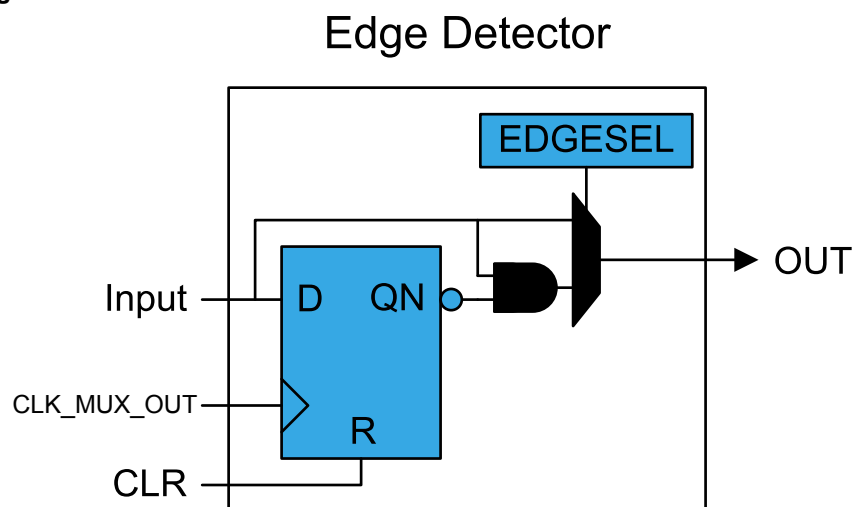 Edge Detector
EDGESEL
OUT
Input
D
QN
CLK_MUX_OUT
R
CLR